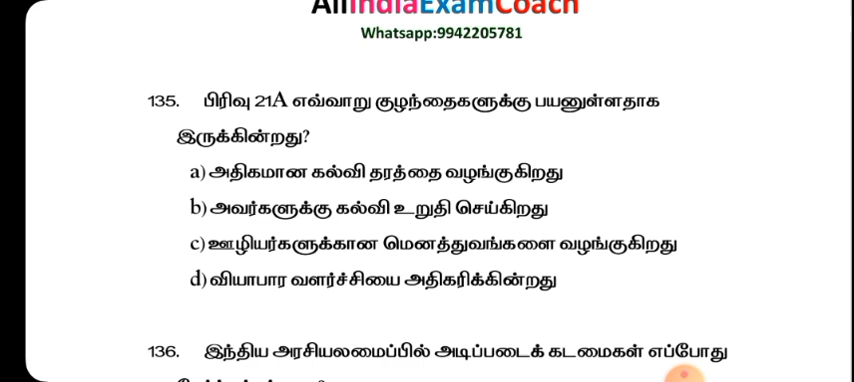 AllIndiaExamCoach
Whatsapp:9942205781
135. பிரிவு 21A எவ்வாறு குழந்தைகளுக்கு பயனுள்ளதாக
இருக்கின்றது?
a) அதிகமான கல்வி தரத்தை வழங்குகிறது
b) அவர்களுக்கு கல்வி உறுதி செய்கிறது
c) ஊழியர்களுக்கான மெனத்துவங்களை வழங்குகிறது
d) வியாபார வளர்ச்சியை அதிகரிக்கின்றது
136. இந்திய அரசியலமைப்பில் அடிப்படைக் கடமைகள் எப்போது